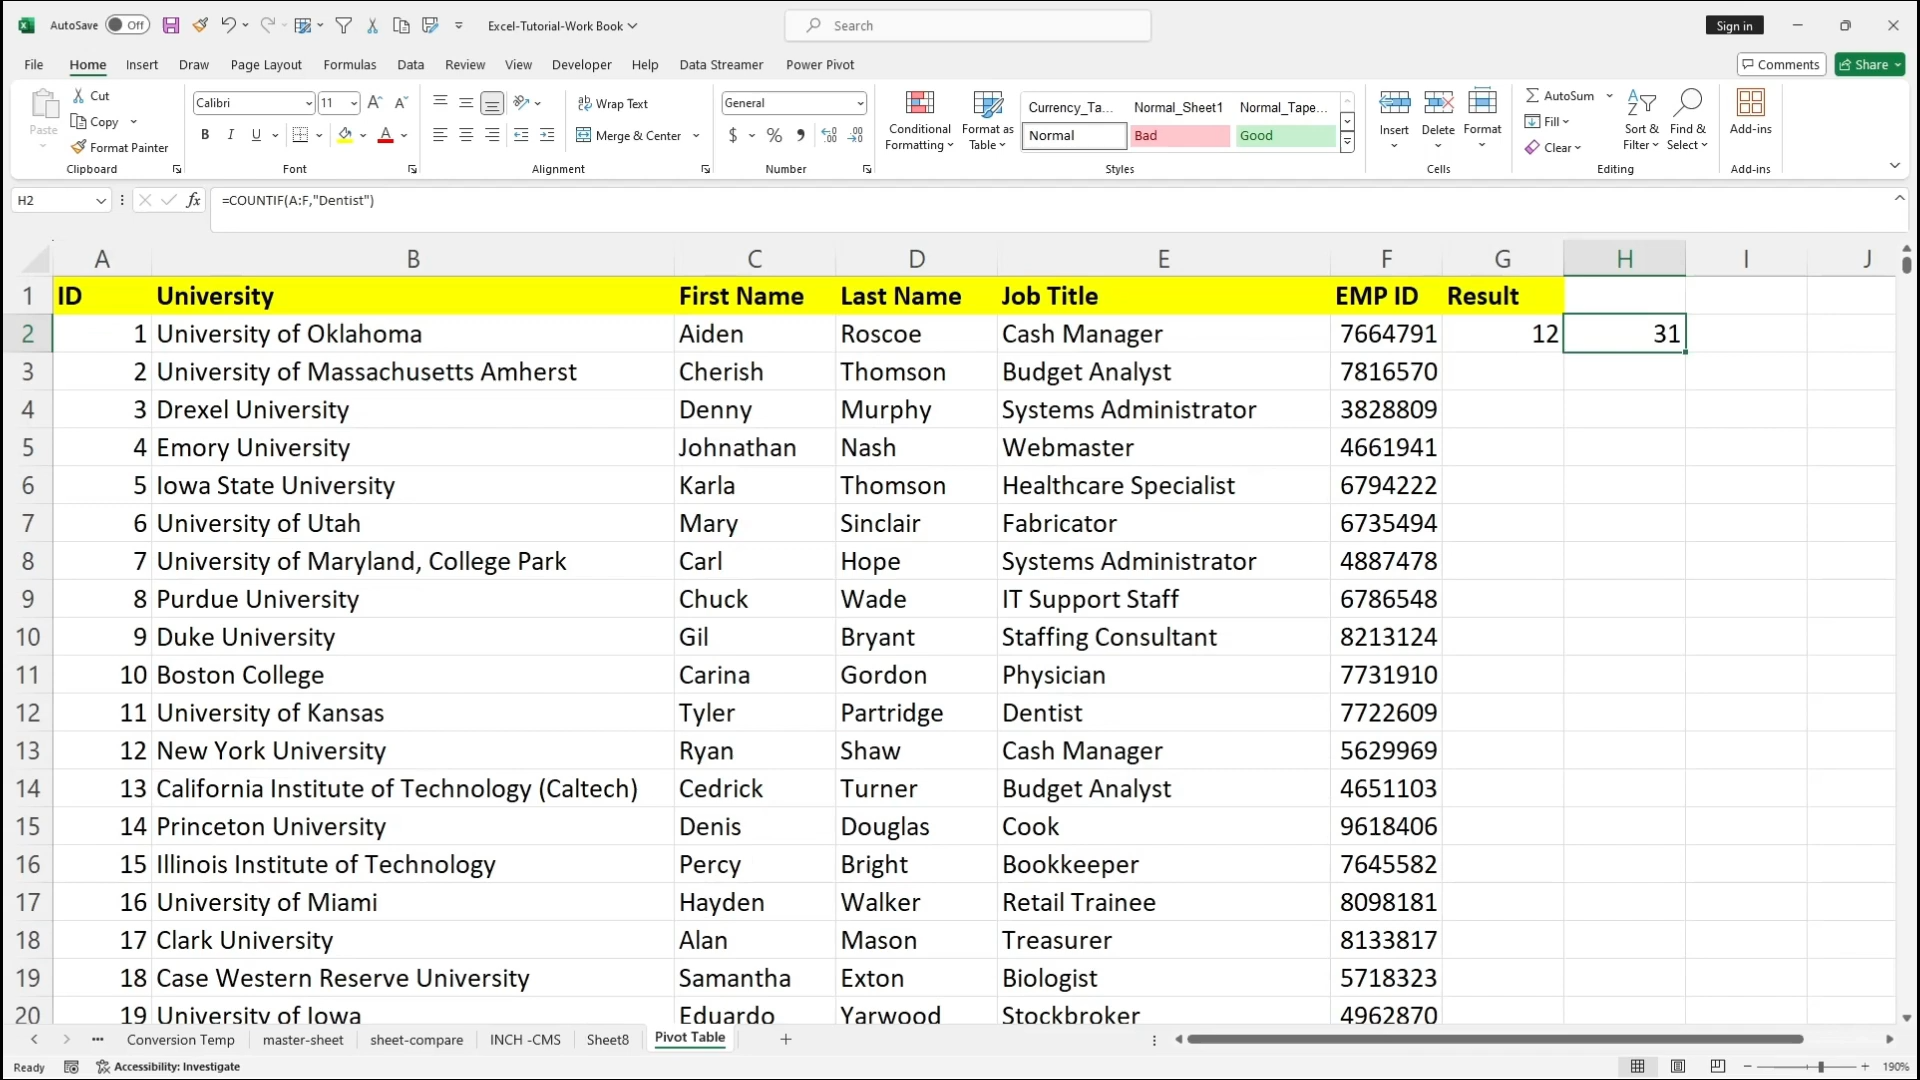 AutoSave Off Excel-Tutorial-Work Book Search Sign in
File Home Insert Draw Page Layout Formulas Data Review View Developer Help Data Streamer Power Pivot Comments Share
Paste Cut Copy Format Painter Clipboard
Calibri 11 B I U A Font
Wrap Text Merge & Center Alignment
General $ % Number
Conditional Formatting Format as Table Currency_Ta... Normal_Sheet1 Normal_Tape... Normal Bad Good Styles
Insert Delete Format Cells
AutoSum Fill Clear Sort & Filter Find & Select Editing
Add-ins Add-ins
H2 fx =COUNTIF(A:F,"Dentist")
A B C D E F G H I J
1 ID University First Name Last Name Job Title EMP ID Result
2 1 University of Oklahoma Aiden Roscoe Cash Manager 7664791 12 31
3 2 University of Massachusetts Amherst Cherish Thomson Budget Analyst 7816570
4 3 Drexel University Denny Murphy Systems Administrator 3828809
5 4 Emory University Johnathan Nash Webmaster 4661941
6 5 Iowa State University Karla Thomson Healthcare Specialist 6794222
7 6 University of Utah Mary Sinclair Fabricator 6735494
8 7 University of Maryland, College Park Carl Hope Systems Administrator 4887478
9 8 Purdue University Chuck Wade IT Support Staff 6786548
10 9 Duke University Gil Bryant Staffing Consultant 8213124
11 10 Boston College Carina Gordon Physician 7731910
12 11 University of Kansas Tyler Partridge Dentist 7722609
13 12 New York University Ryan Shaw Cash Manager 5629969
14 13 California Institute of Technology (Caltech) Cedrick Turner Budget Analyst 4651103
15 14 Princeton University Denis Douglas Cook 9618406
16 15 Illinois Institute of Technology Percy Bright Bookkeeper 7645582
17 16 University of Miami Hayden Walker Retail Trainee 8098181
18 17 Clark University Alan Mason Treasurer 8133817
19 18 Case Western Reserve University Samantha Exton Biologist 5718323
20 19 University of Iowa Eduardo Yarwood Stockbroker 4962870
Conversion Temp master-sheet sheet-compare INCH -CMS Sheet8 Pivot Table
Ready Accessibility: Investigate 190%